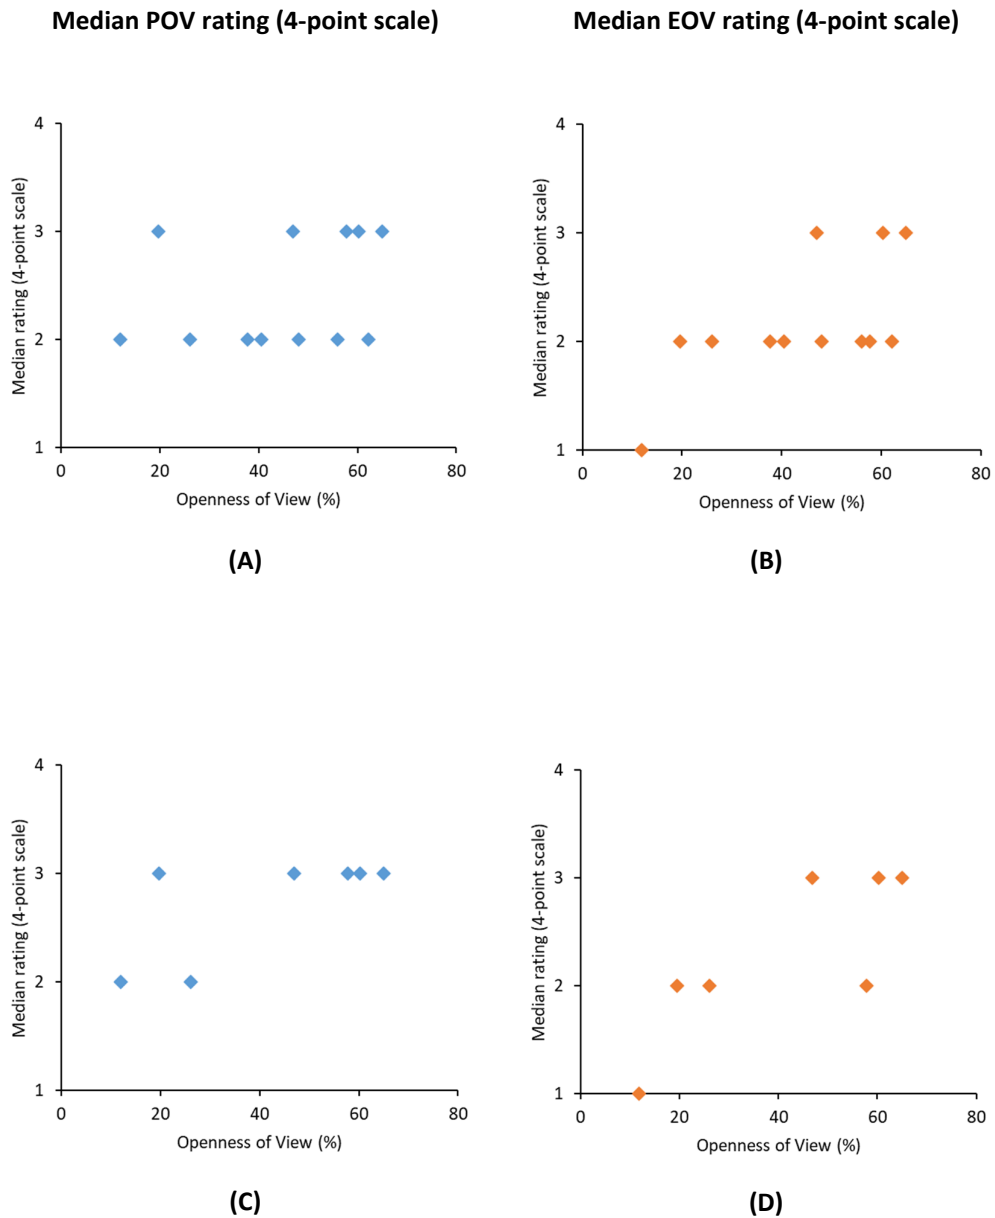 Median POV rating (4-point scale)
Median EOV rating (4-point scale)
4
3
2
1
0
20
40
60
80
Median rating (4-point scale)
Openness of View (%)
(A)
4
3
2
1
0
20
40
60
80
Median rating (4-point scale)
Openness of View (%)
(B)
4
3
2
1
0
20
40
60
80
Median rating (4-point scale)
Openness of View (%)
(C)
4
3
2
1
0
20
40
60
80
Median rating (4-point scale)
Openness of View (%)
(D)